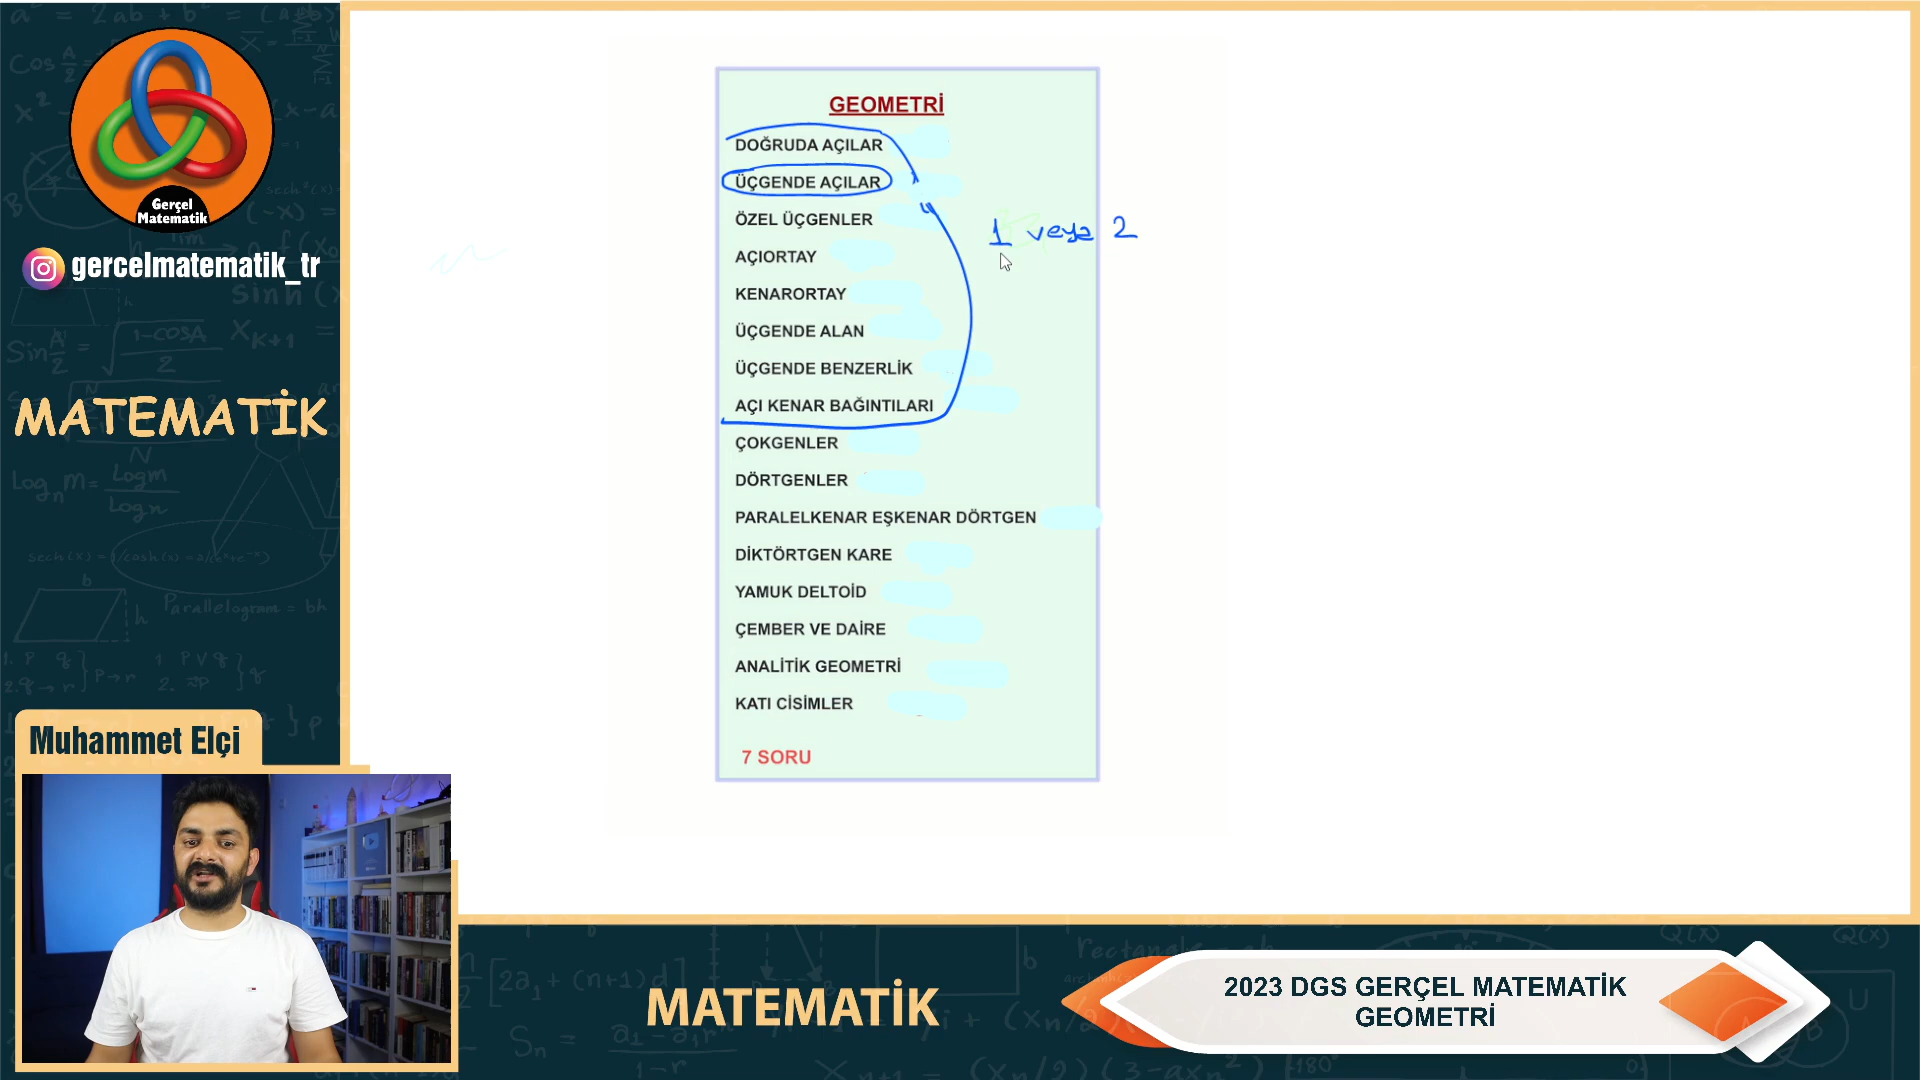 Gerçel
Matematik
gercelmatematik_tr
MATEMATİK
Muhammet Elçi
GEOMETRİ
DOĞRUDA AÇILAR
ÜÇGENDE AÇILAR
ÖZEL ÜÇGENLER
AÇIORTAY
KENARORTAY
ÜÇGENDE ALAN
ÜÇGENDE BENZERLİK
AÇI KENAR BAĞINTILARI
ÇOKGENLER
DÖRTGENLER
PARALELKENAR EŞKENAR DÖRTGEN
DİKTÖRTGEN KARE
YAMUK DELTOİD
ÇEMBER VE DAİRE
ANALİTİK GEOMETRİ
KATI CİSİMLER
7 SORU
1 veya 2
MATEMATİK
2023 DGS GERÇEL MATEMATİK
GEOMETRİ